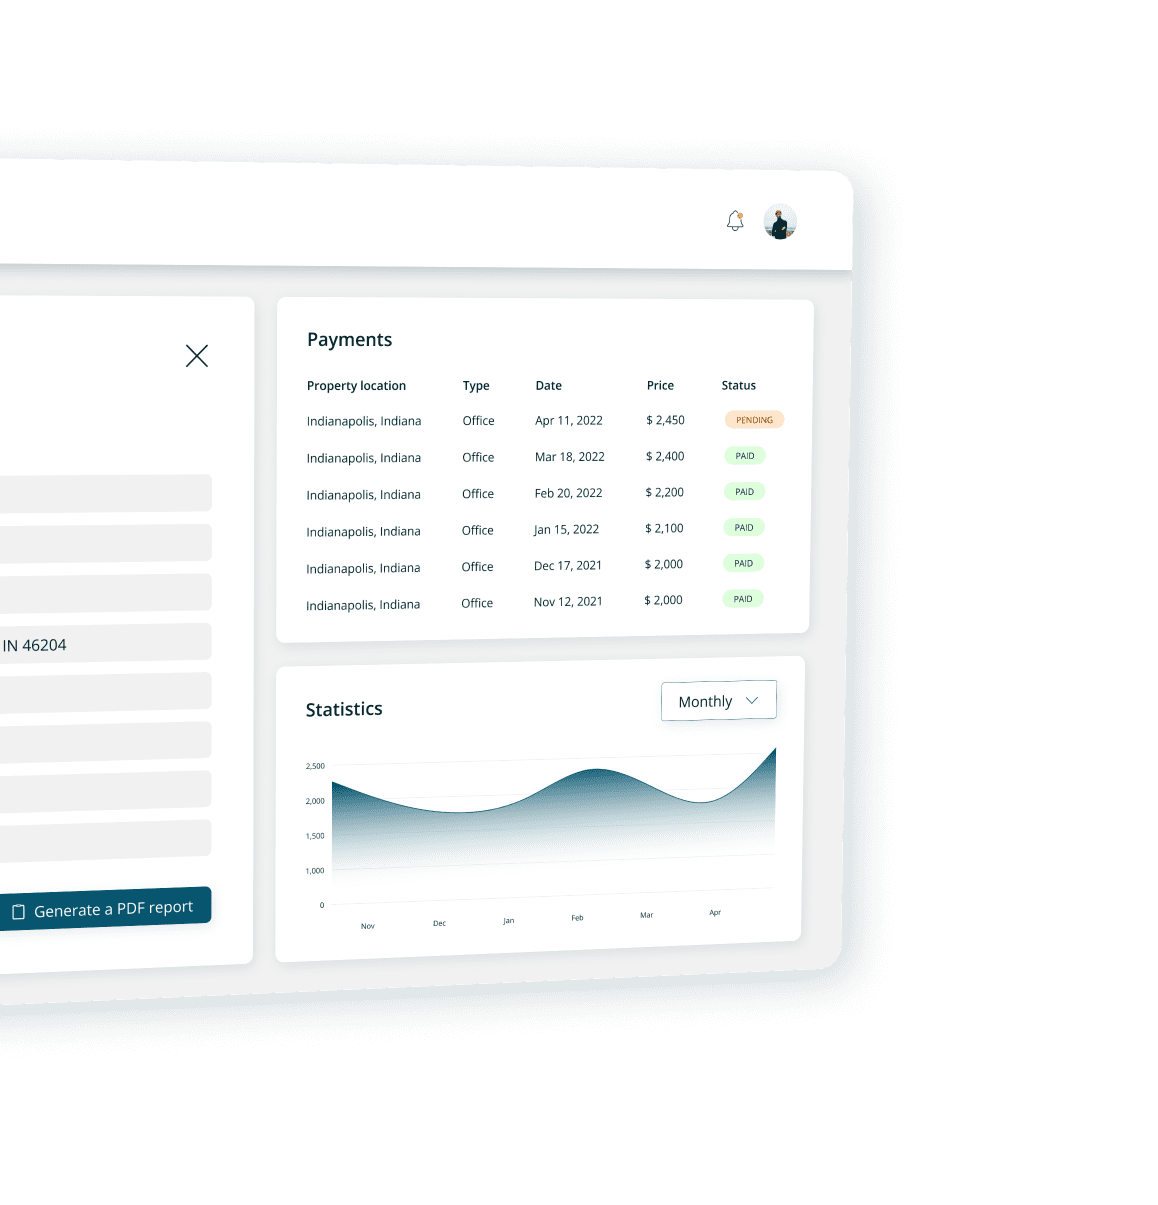 Payments
Property location Type Date Price Status
Indianapolis, Indiana Office Apr 11, 2022 $ 2,450 PENDING
Indianapolis, Indiana Office Mar 18, 2022 $ 2,400 PAID
Indianapolis, Indiana Office Feb 20, 2022 $ 2,200 PAID
Indianapolis, Indiana Office Jan 15, 2022 $ 2,100 PAID
Indianapolis, Indiana Office Dec 17, 2021 $ 2,000 PAID
Indianapolis, Indiana Office Nov 12, 2021 $ 2,000 PAID
IN 46204
Generate a PDF report
Statistics
Monthly
2,500
2,000
1,500
1,000
0
Nov Dec Jan Feb Mar Apr